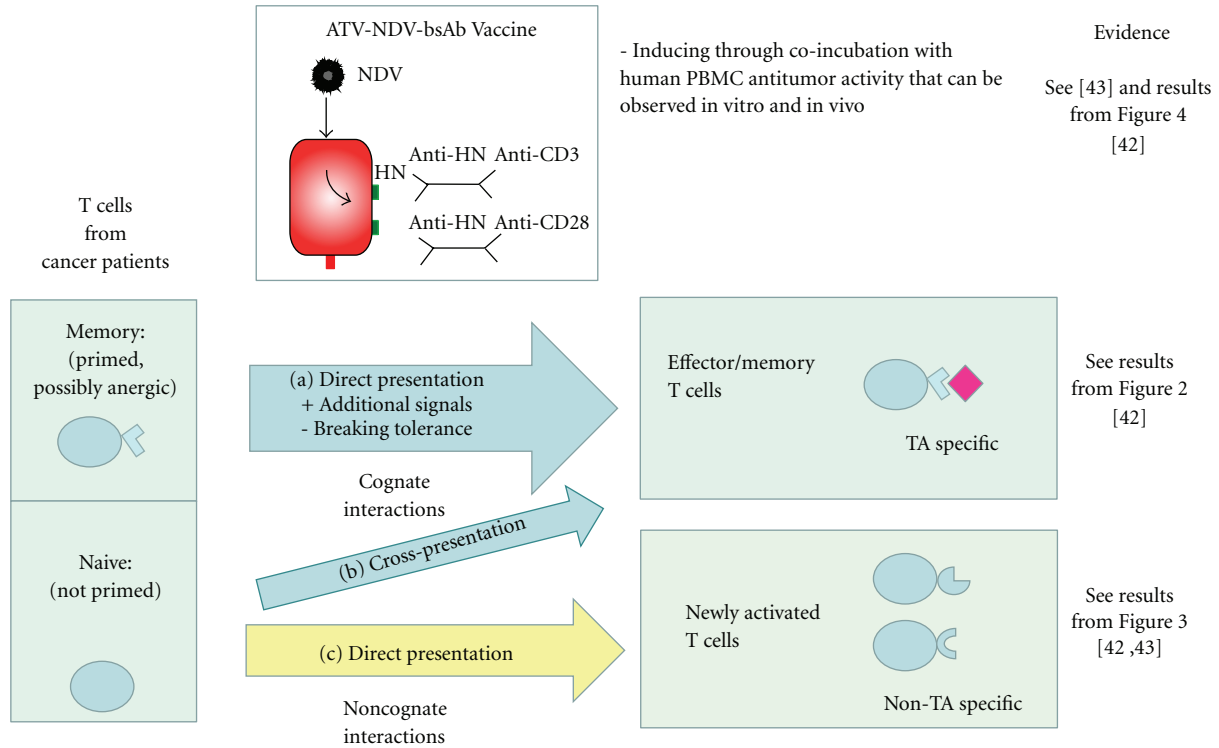 ATV-NDV-bsAb Vaccine
NDV
HN
Anti-HN Anti-CD3
Anti-HN Anti-CD28
- Inducing through co-incubation with
human PBMC antitumor activity that can be
observed in vitro and in vivo
Evidence
See [43] and results
from Figure 4
[42]
T cells
from
cancer patients
Memory:
(primed,
possibly anergic)
(a) Direct presentation
+ Additional signals
- Breaking tolerance
Cognate
interactions
Effector/memory
T cells
TA specific
See results
from Figure 2
[42]
Naive:
(not primed)
(b) Cross-presentation
(c) Direct presentation
Noncognate
interactions
Newly activated
T cells
Non-TA specific
See results
from Figure 3
[42 ,43]